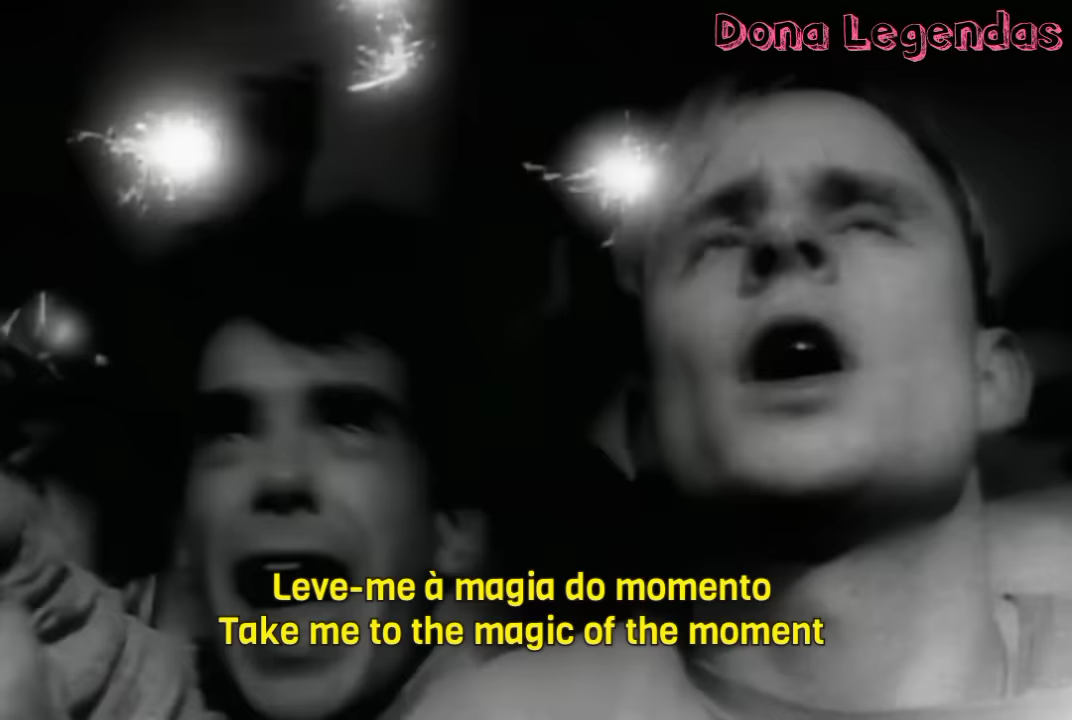 Dona Legendas
Leve-me à magia do momento
Take me to the magic of the moment